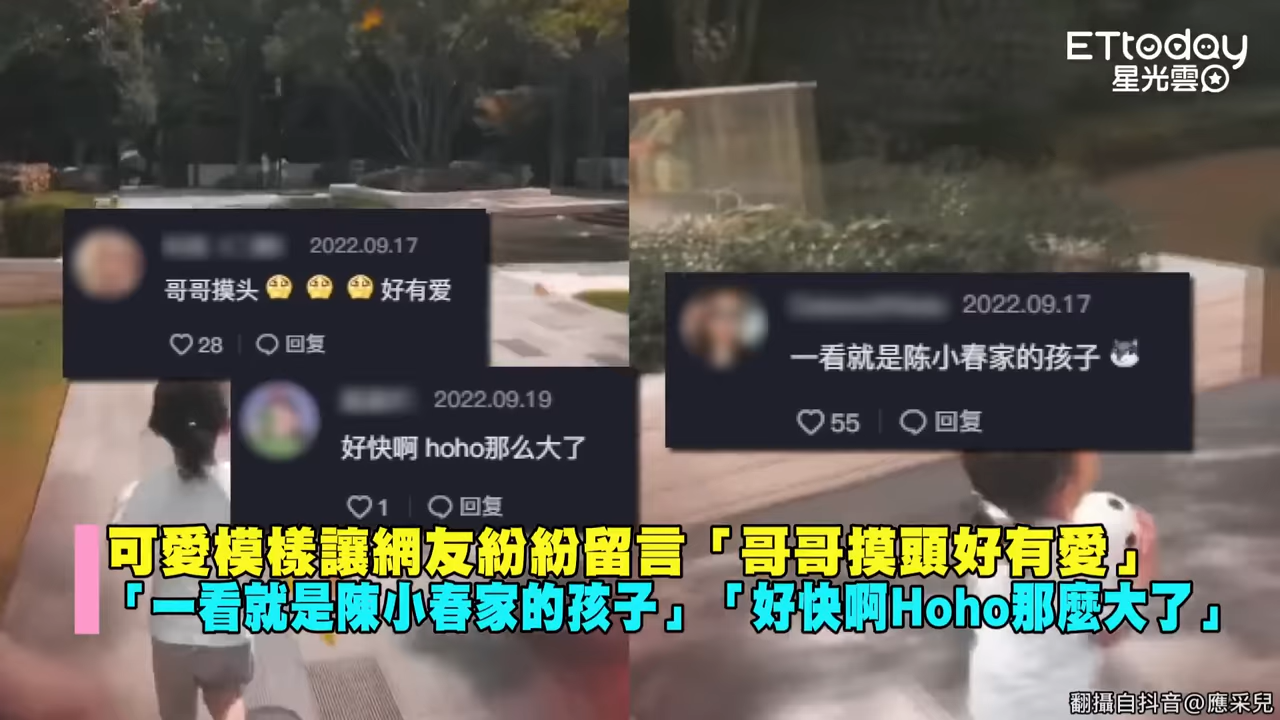 ETtoday
星光雲
2022.09.17
哥哥摸头 好有爱
28 回复
2022.09.19
好快啊 hoho那么大了
1 回复
2022.09.17
一看就是陈小春家的孩子
55 回复
可愛模樣讓網友紛紛留言「哥哥摸頭好有愛」
「一看就是陳小春家的孩子」「好快啊Hoho那麼大了」
翻攝自抖音@應采兒